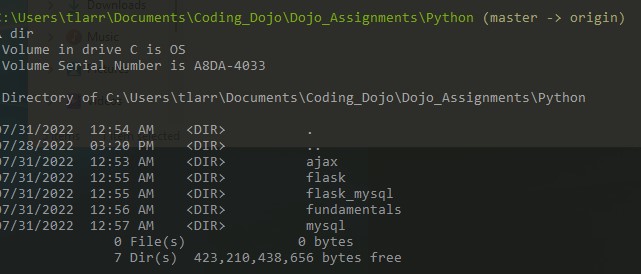 C:\Users\tlarr\Documents\Coding_Dojo\Dojo_Assignments\Python (master -> origin)
λ dir
Volume in drive C is OS
Volume Serial Number is A8DA-4033
Directory of C:\Users\tlarr\Documents\Coding_Dojo\Dojo_Assignments\Python
07/31/2022  12:54 AM    <DIR>          .
07/28/2022  03:20 PM    <DIR>          ..
07/31/2022  12:53 AM    <DIR>          ajax
07/31/2022  12:55 AM    <DIR>          flask
07/31/2022  12:55 AM    <DIR>          flask_mysql
07/31/2022  12:56 AM    <DIR>          fundamentals
07/31/2022  12:57 AM    <DIR>          mysql
0 File(s)              0 bytes
7 Dir(s)  423,210,438,656 bytes free